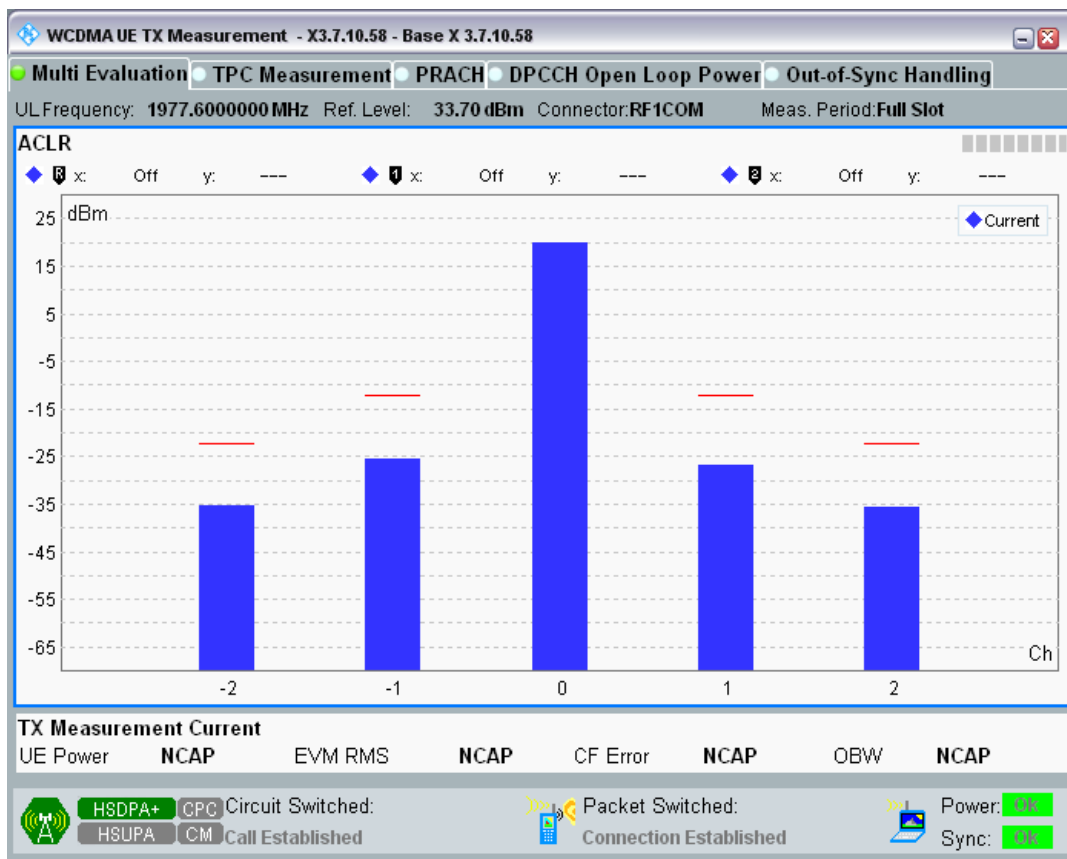 WCDMA UE TX Measurement - X3.7.10.58 - Base X 3.7.10.58
Multi Evaluation TPC Measurement PRACH DPCCH Open Loop Power Out-of-Sync Handling
UL Frequency: 1977.6000000 MHz Ref. Level: 33.70 dBm Connector:RF1COM Meas. Period:Full Slot
ACLR
R x: Off y: --- 1 x: Off y: --- 2 x: Off y: ---
dBm
Current
25
15
5
-5
-15
-25
-35
-45
-55
-65
Ch
-2 -1 0 1 2
TX Measurement Current
UE Power NCAP EVM RMS NCAP CF Error NCAP OBW NCAP
HSDPA+ CPC Circuit Switched: Packet Switched: Power: Ok
HSUPA CM Call Established Connection Established Sync: Ok